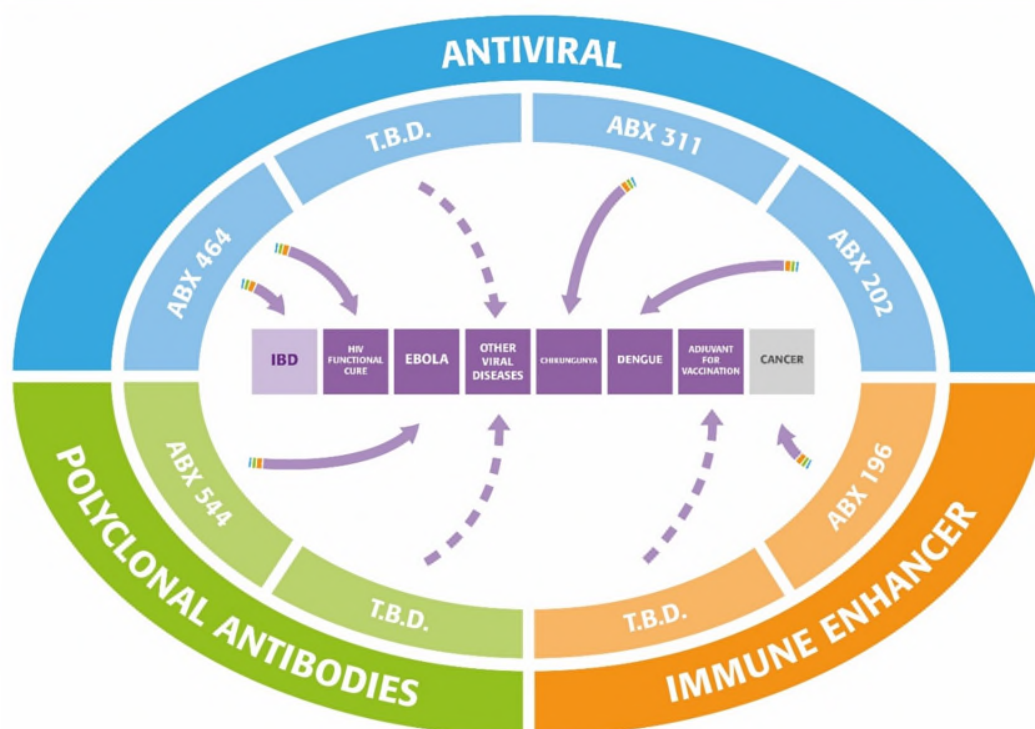 ANTIVIRAL
T.B.D.
ABX 311
ABX 464
ABX 202
IBD
HIV
FUNCTIONAL
CURE
EBOLA
OTHER
VIRAL
DISEASES
CHIKUNGUNYA
DENGUE
ADJUVANT
FOR
VACCINATION
CANCER
ABX 544
ABX 196
T.B.D.
T.B.D.
POLYCLONAL ANTIBODIES
IMMUNE ENHANCER